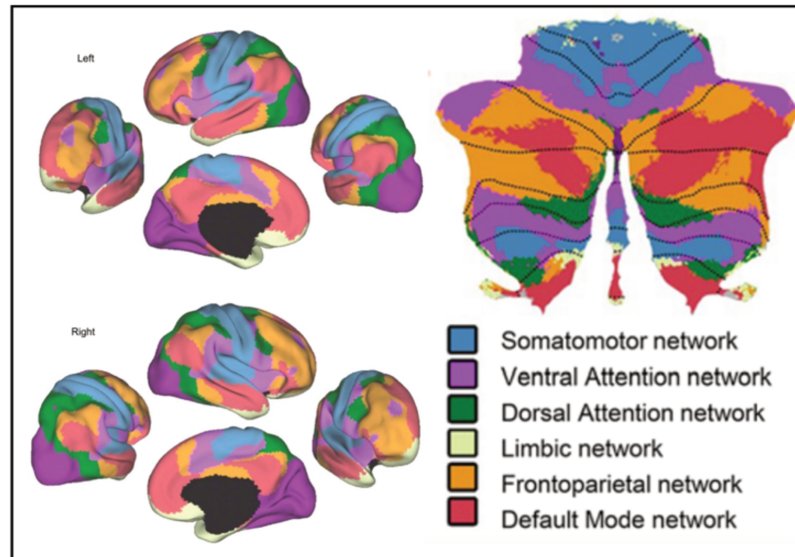 Left
Right
Somatomotor network
Ventral Attention network
Dorsal Attention network
Limbic network
Frontoparietal network
Default Mode network